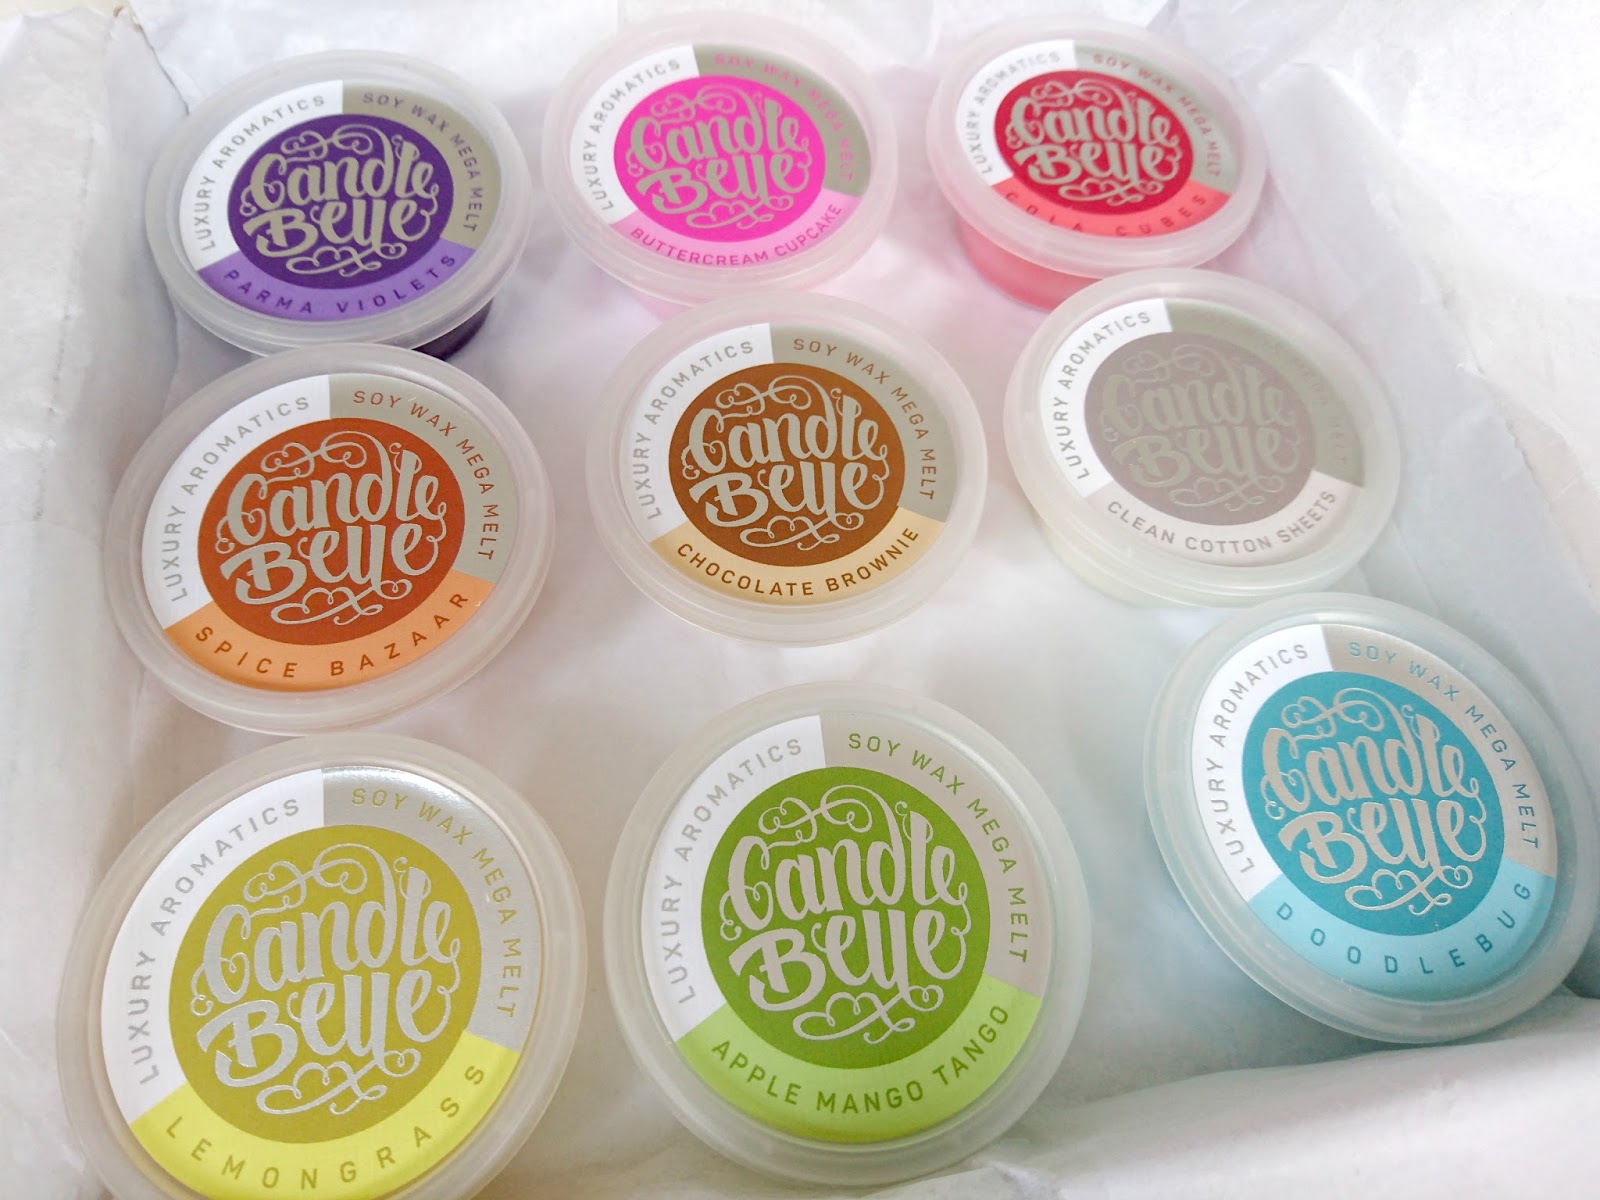 LUXURY AROMATICS
SOY WAX MEGA MELT
Candle
Belle
PARMA VIOLETS
LUXURY AROMATICS
SOY WAX MEGA MELT
Candle
Belle
BUTTERCREAM CUPCAKE
LUXURY AROMATICS
SOY WAX MEGA MELT
Candle
Belle
COLA CUBES
LUXURY AROMATICS
SOY WAX MEGA MELT
Candle
Belle
SPICE BAZAAR
LUXURY AROMATICS
SOY WAX MEGA MELT
Candle
Belle
CHOCOLATE BROWNIE
LUXURY AROMATICS
Candle
Belle
CLEAN COTTON SHEETS
LUXURY AROMATICS
SOY WAX MEGA MELT
Candle
Belle
LEMONGRASS
LUXURY AROMATICS
SOY WAX MEGA MELT
Candle
Belle
APPLE MANGO TANGO
LUXURY AROMATICS
SOY WAX MEGA MELT
Candle
Belle
DOODLEBUG